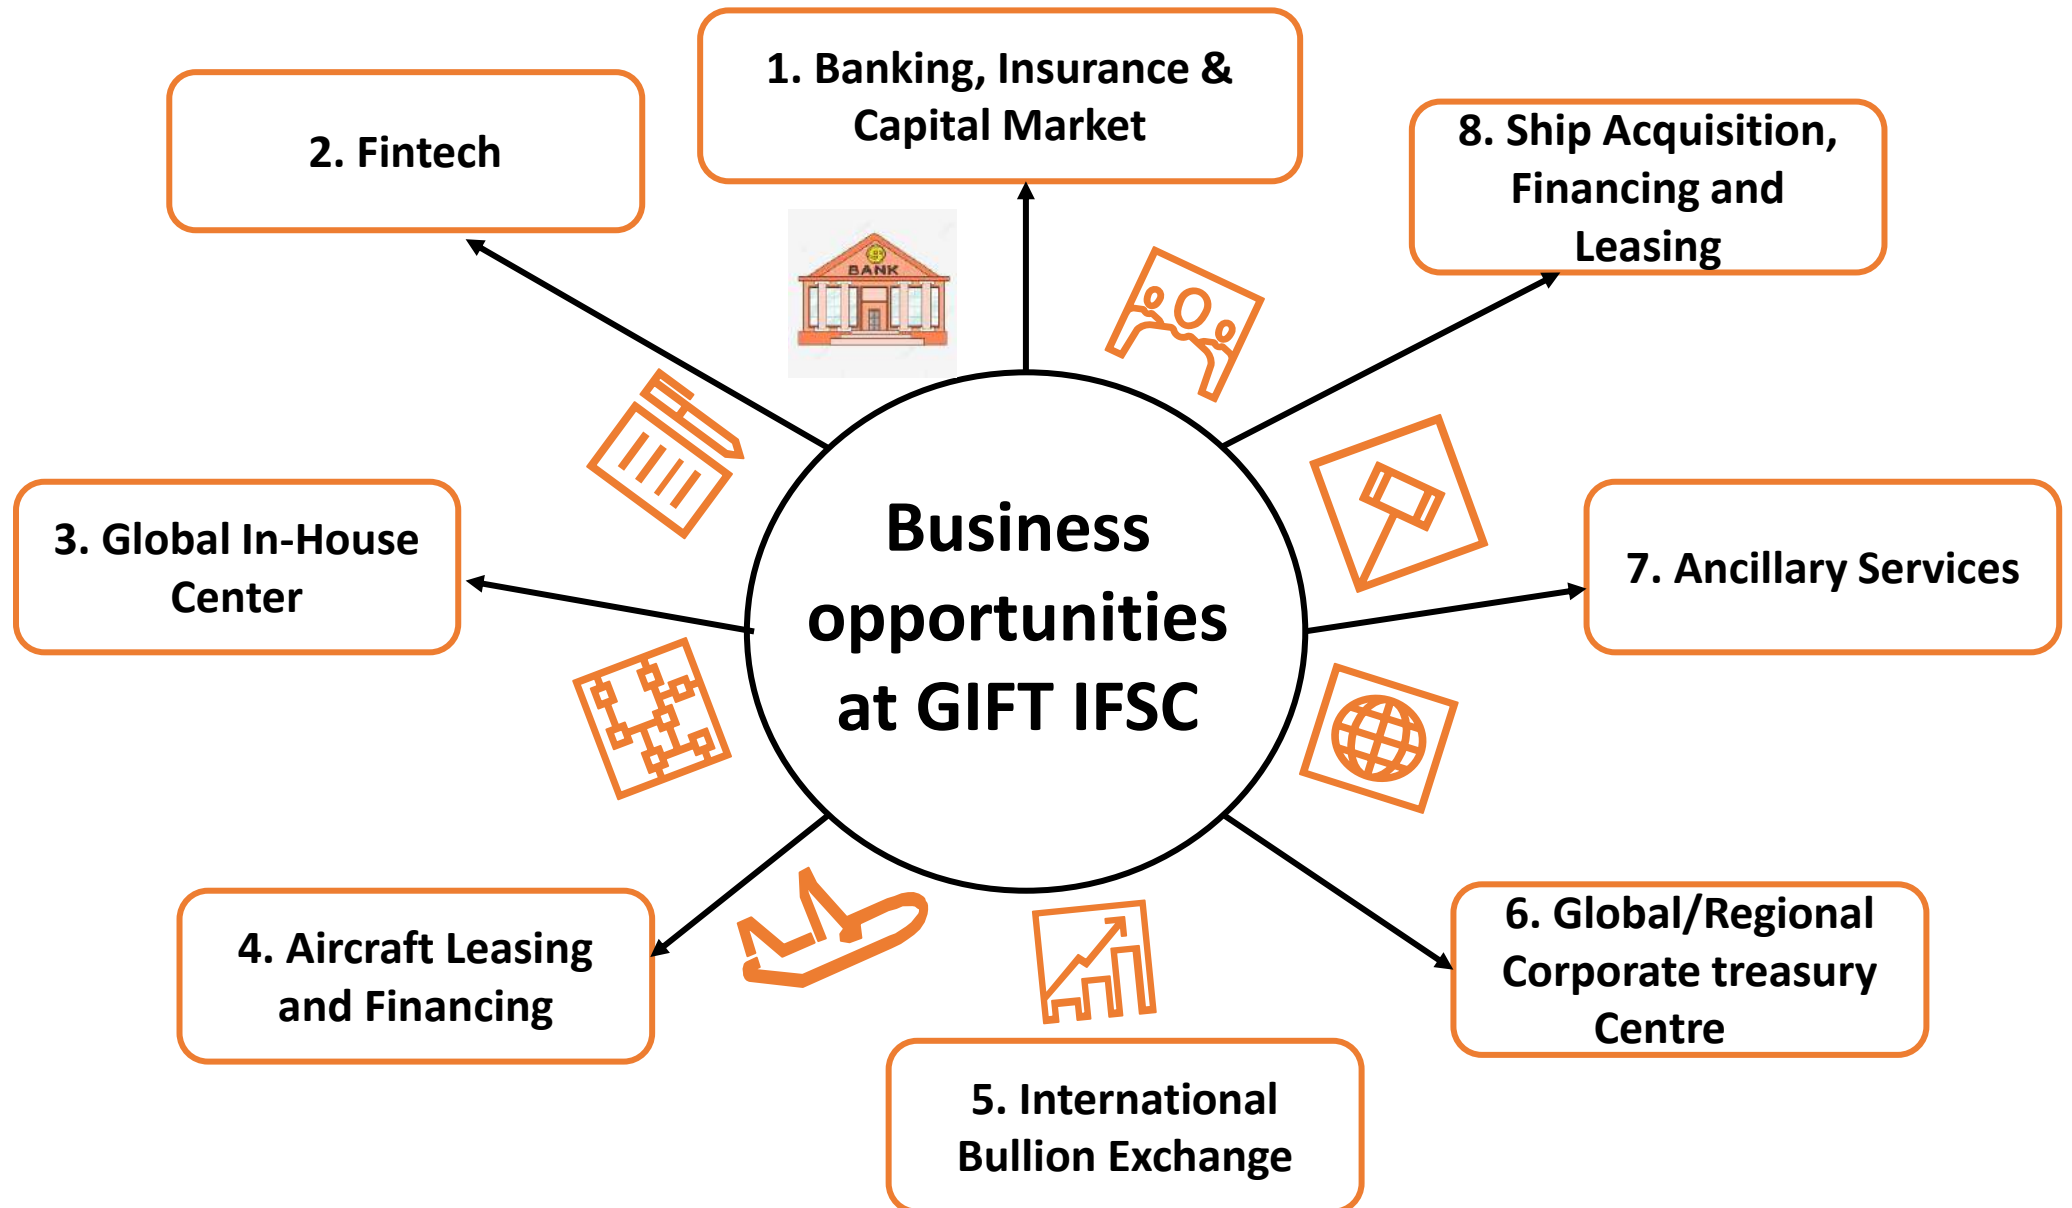 1. Banking, Insurance &
Capital Market
2. Fintech
8. Ship Acquisition,
Financing and
Leasing
BANK
3. Global In-House
Center
Business
opportunities
at GIFT IFSC
7. Ancillary Services
4. Aircraft Leasing
and Financing
6. Global/Regional
Corporate treasury
Centre
5. International
Bullion Exchange